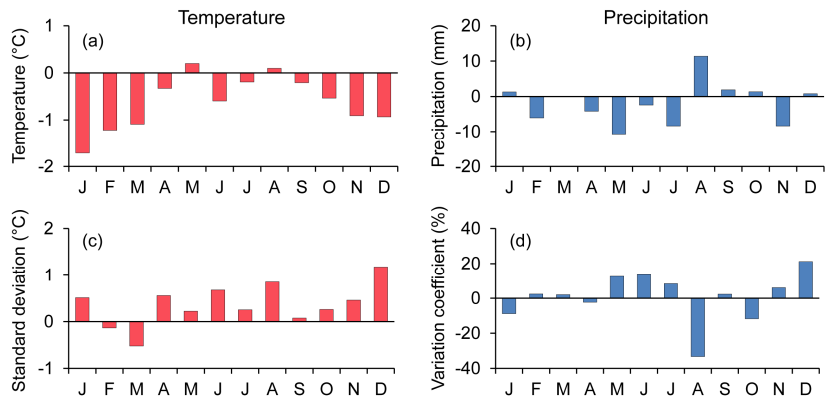 Temperature
Precipitation
Temperature (°C)
1
0
-1
-2
(a)
J F M A M J J A S O N D
Precipitation (mm)
20
10
0
-10
-20
(b)
J F M A M J J A S O N D
Standard deviation (°C)
2
1
0
-1
(c)
J F M A M J J A S O N D
Variation coefficient (%)
40
20
0
-20
-40
(d)
J F M A M J J A S O N D